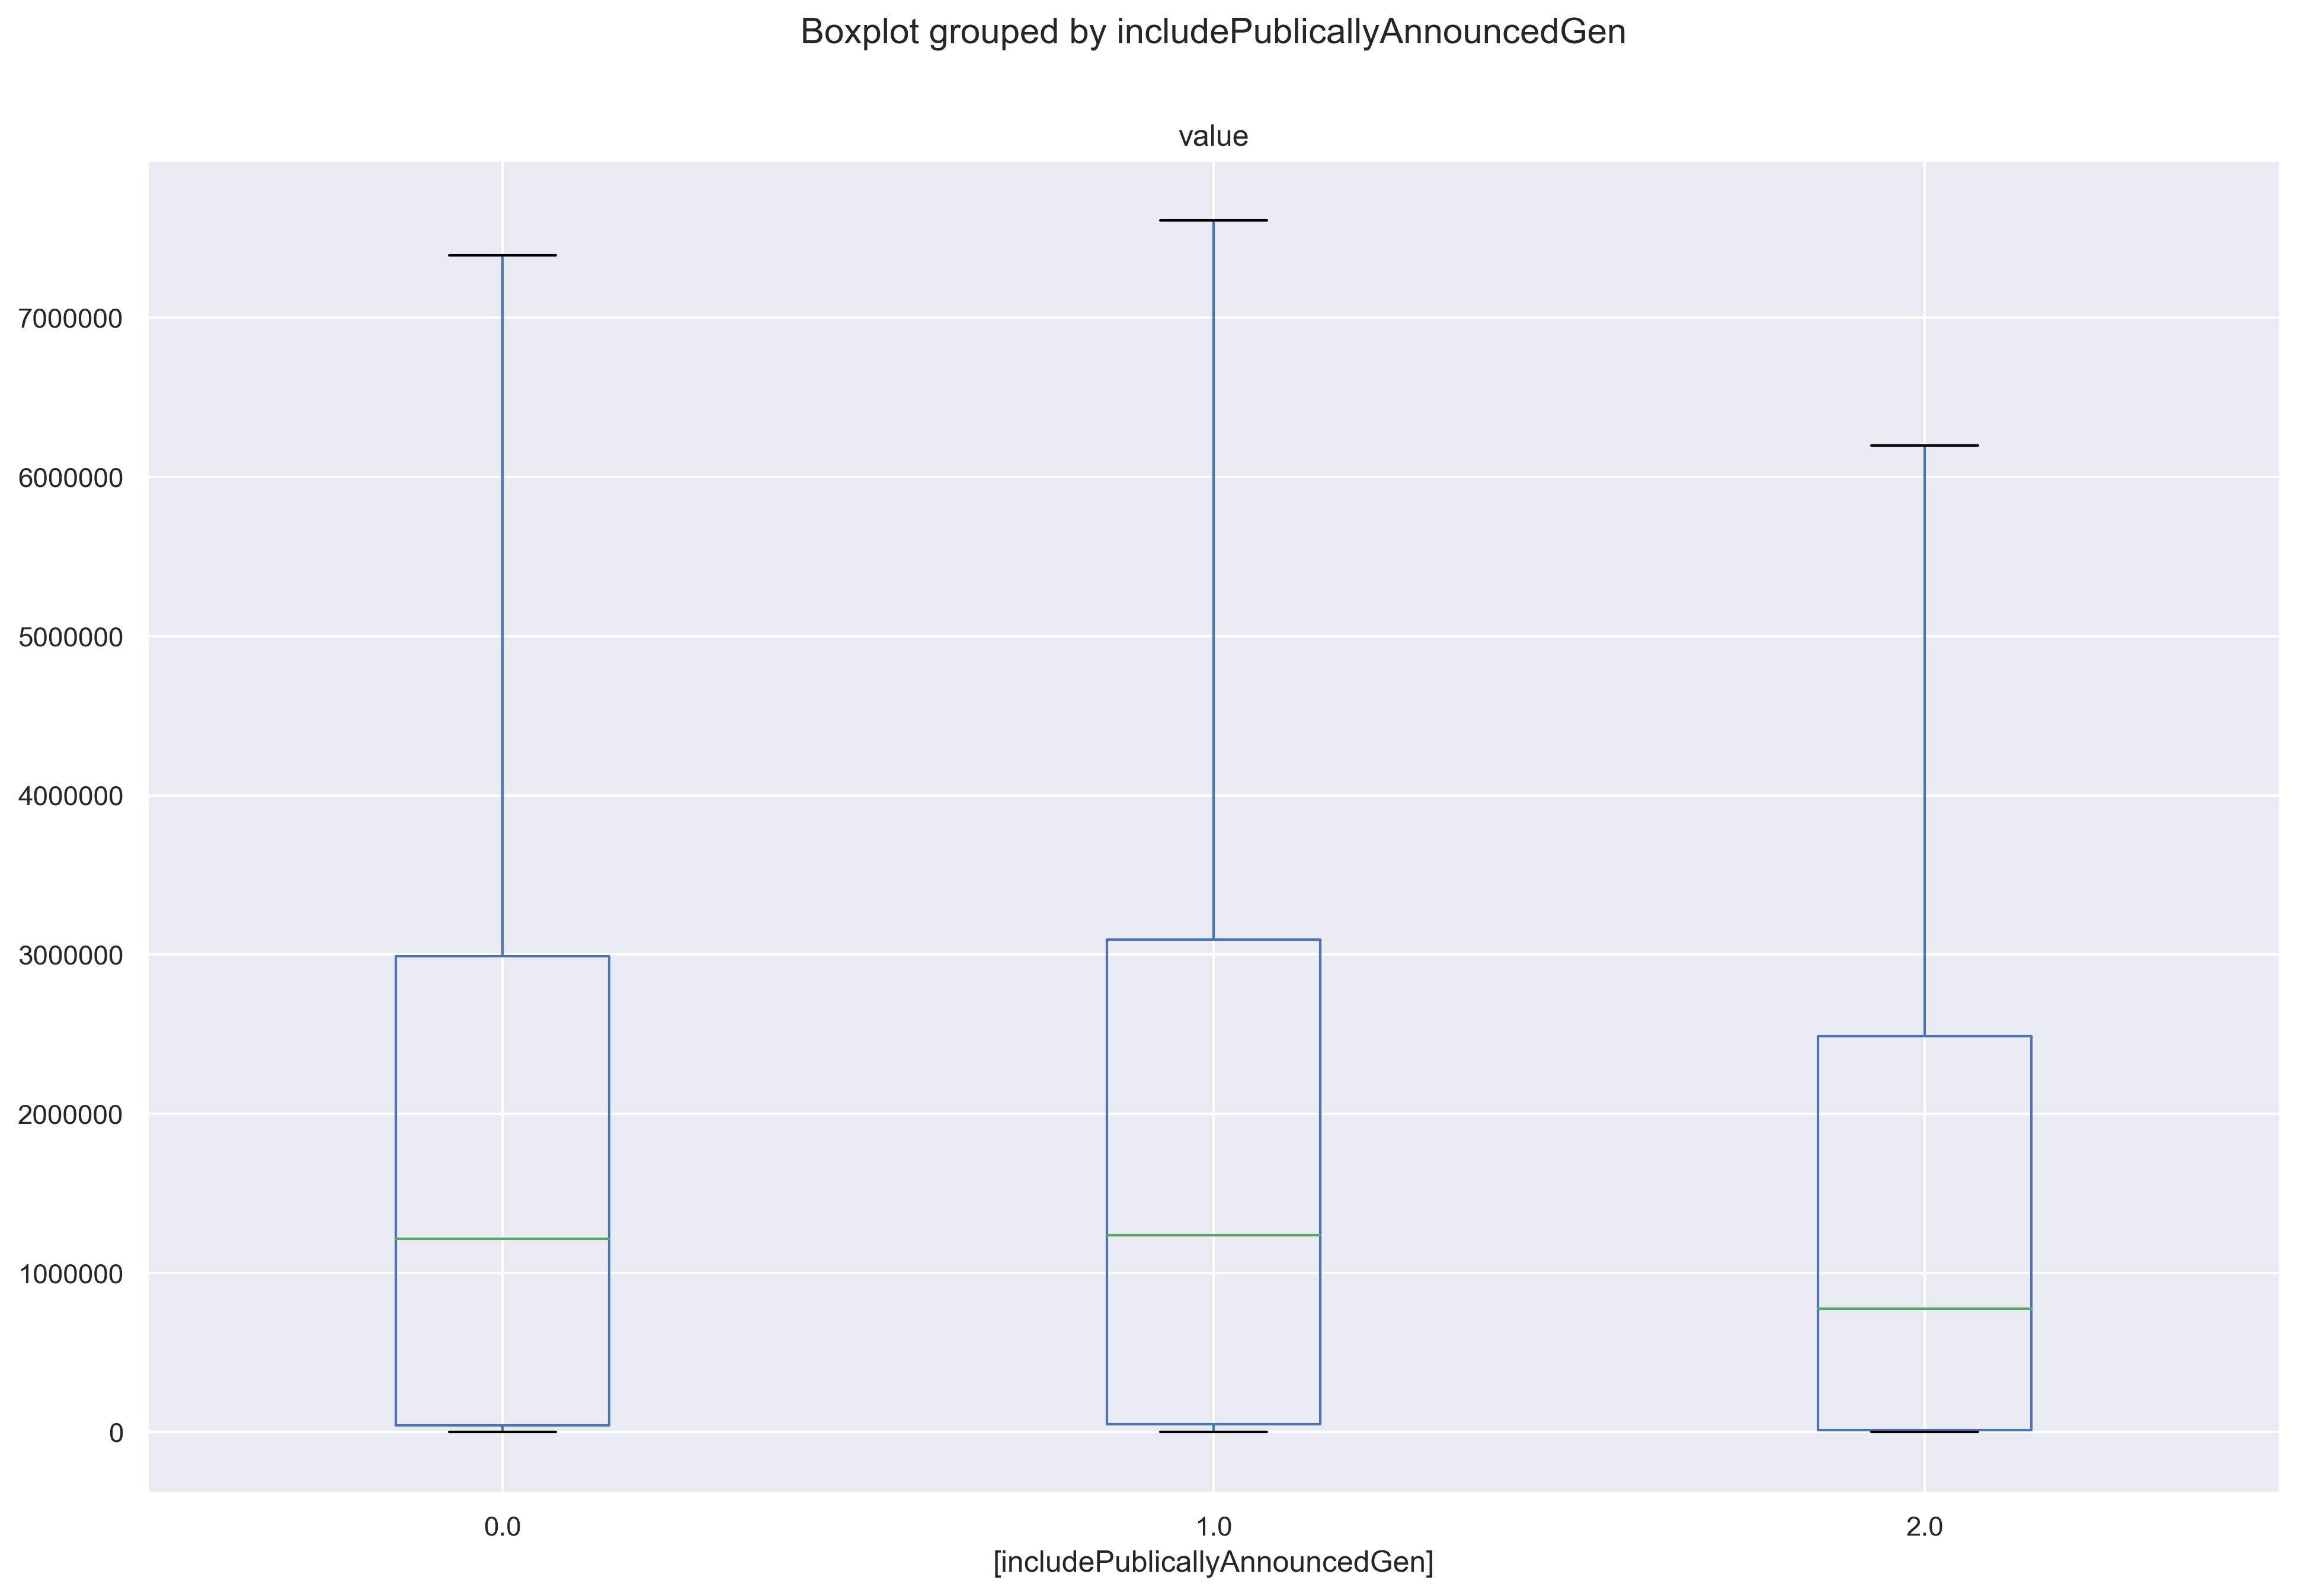 Boxplot grouped by includePublicallyAnnouncedGen
value
7000000
6000000
5000000
4000000
3000000
2000000
1000000
0
0.0 1.0 2.0
[includePublicallyAnnouncedGen]